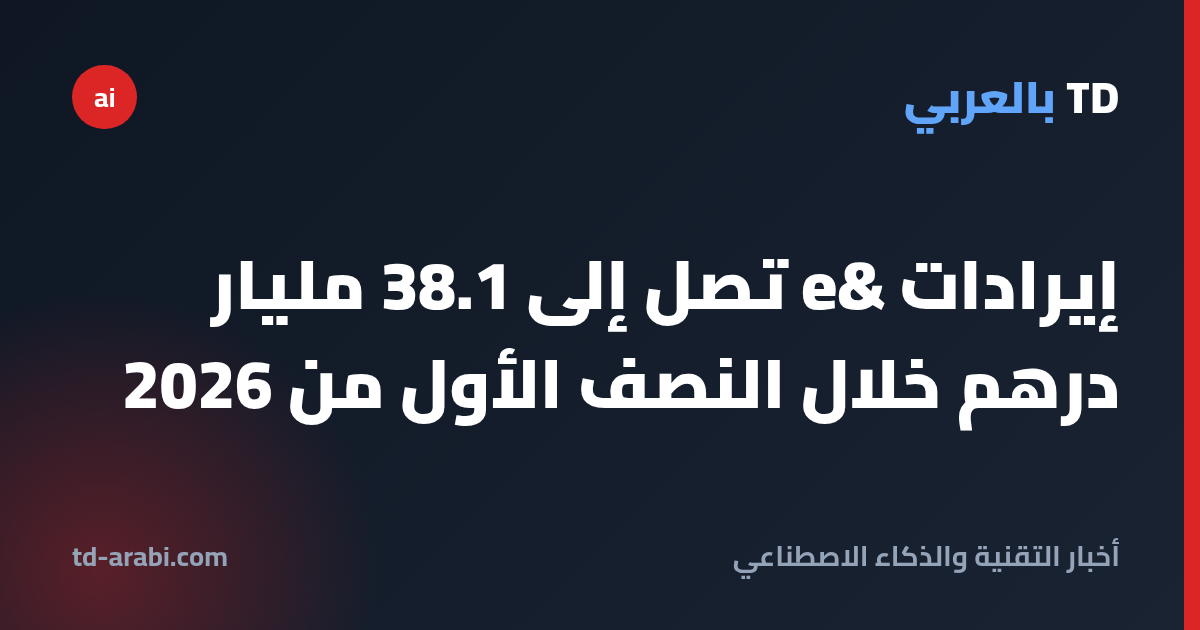 TD بالعربي
ai
إيرادات &e تصل إلى 38.1 مليار
درهم خلال النصف الأول من 2026
أخبار التقنية والذكاء الاصطناعي
td-arabi.com